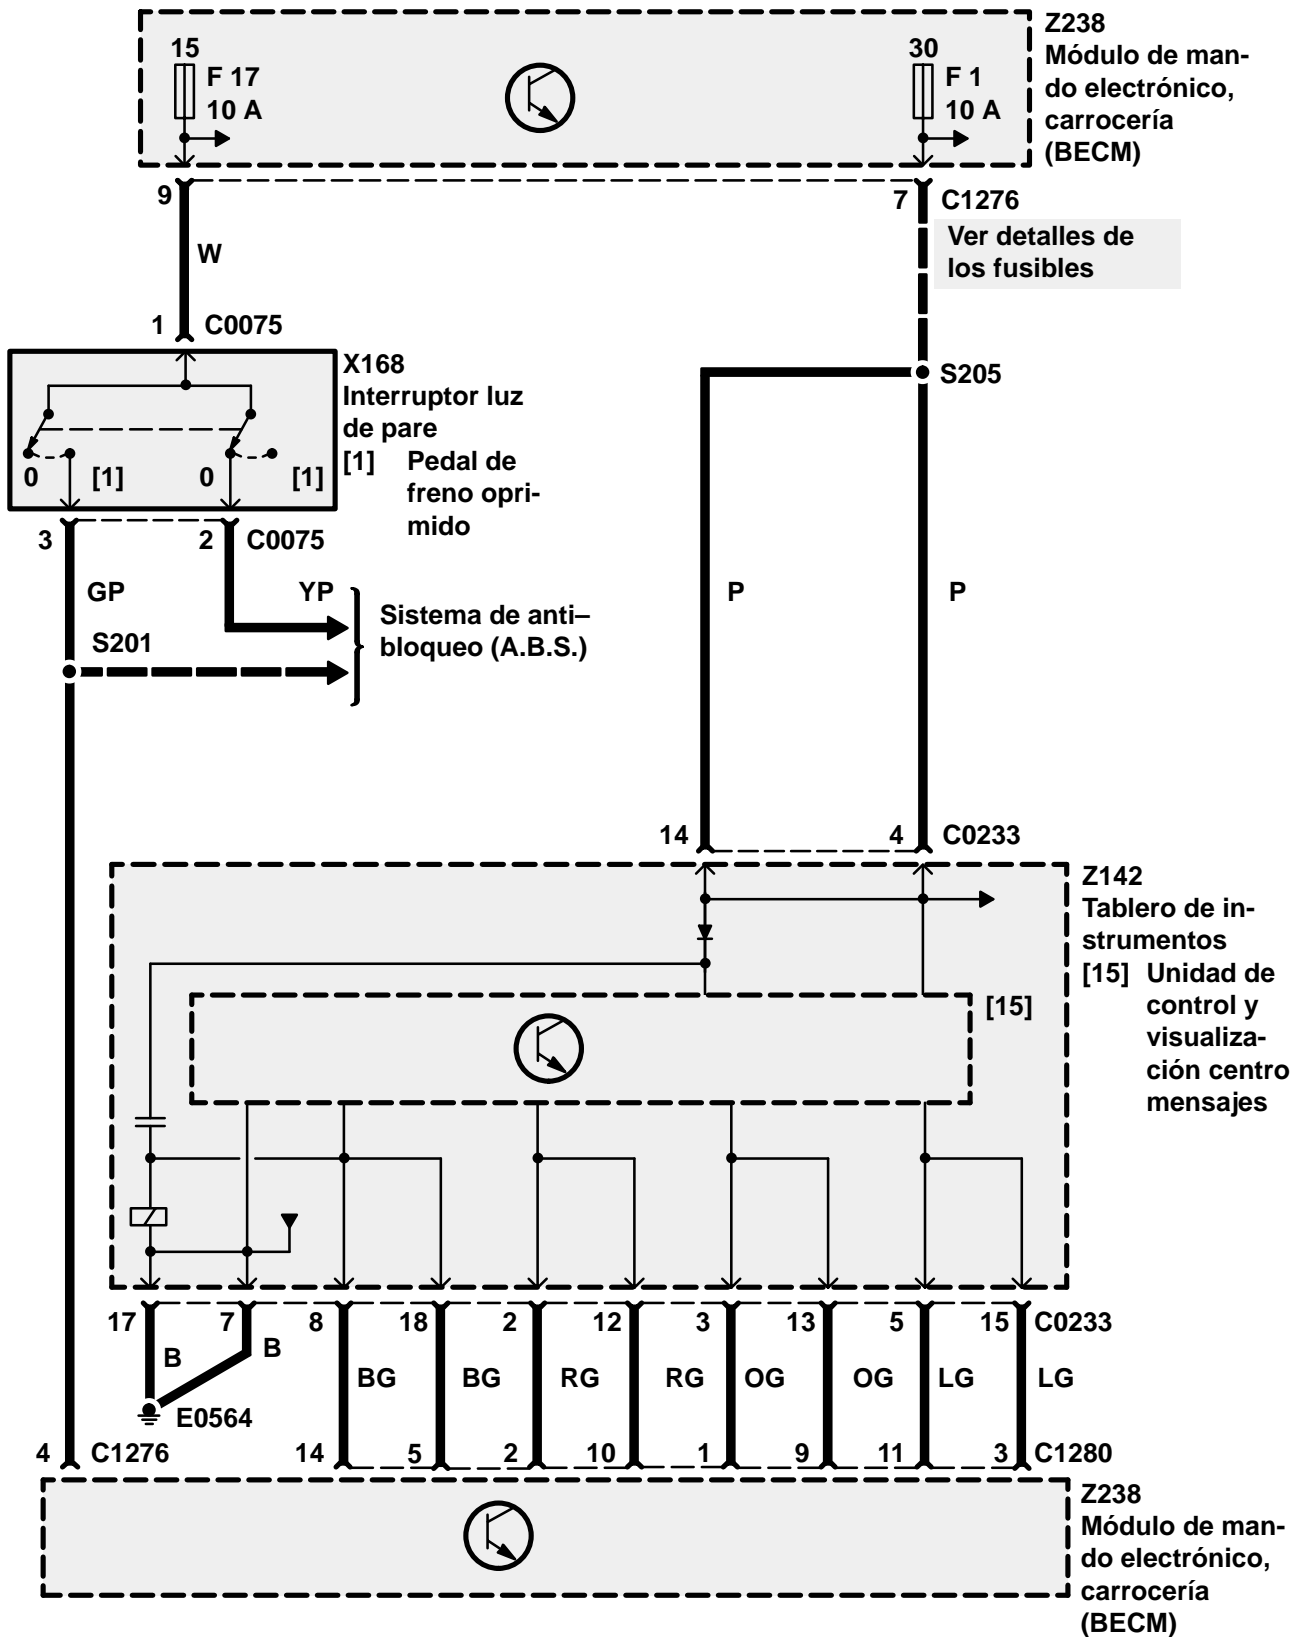 Z238
Módulo de man-
do electrónico,
carrocería
(BECM)
15
F 17
10 A
30
F 1
10 A
9
7
C1276
Ver detalles de
los fusibles
W
1
C0075
X168
Interruptor luz
de pare
[1] Pedal de
freno opri-
mido
0
[1]
0
[1]
S205
3
2
C0075
GP
YP
Sistema de anti–
bloqueo (A.B.S.)
S201
P
P
14
4
C0233
Z142
Tablero de in-
strumentos
[15] Unidad de
control y
visualiza-
ción centro
mensajes
[15]
17
7
8
18
2
12
3
13
5
15
C0233
B
B
BG
BG
RG
RG
OG
OG
LG
LG
E0564
4
C1276
14
5
2
10
1
9
11
3
C1280
Z238
Módulo de man-
do electrónico,
carrocería
(BECM)